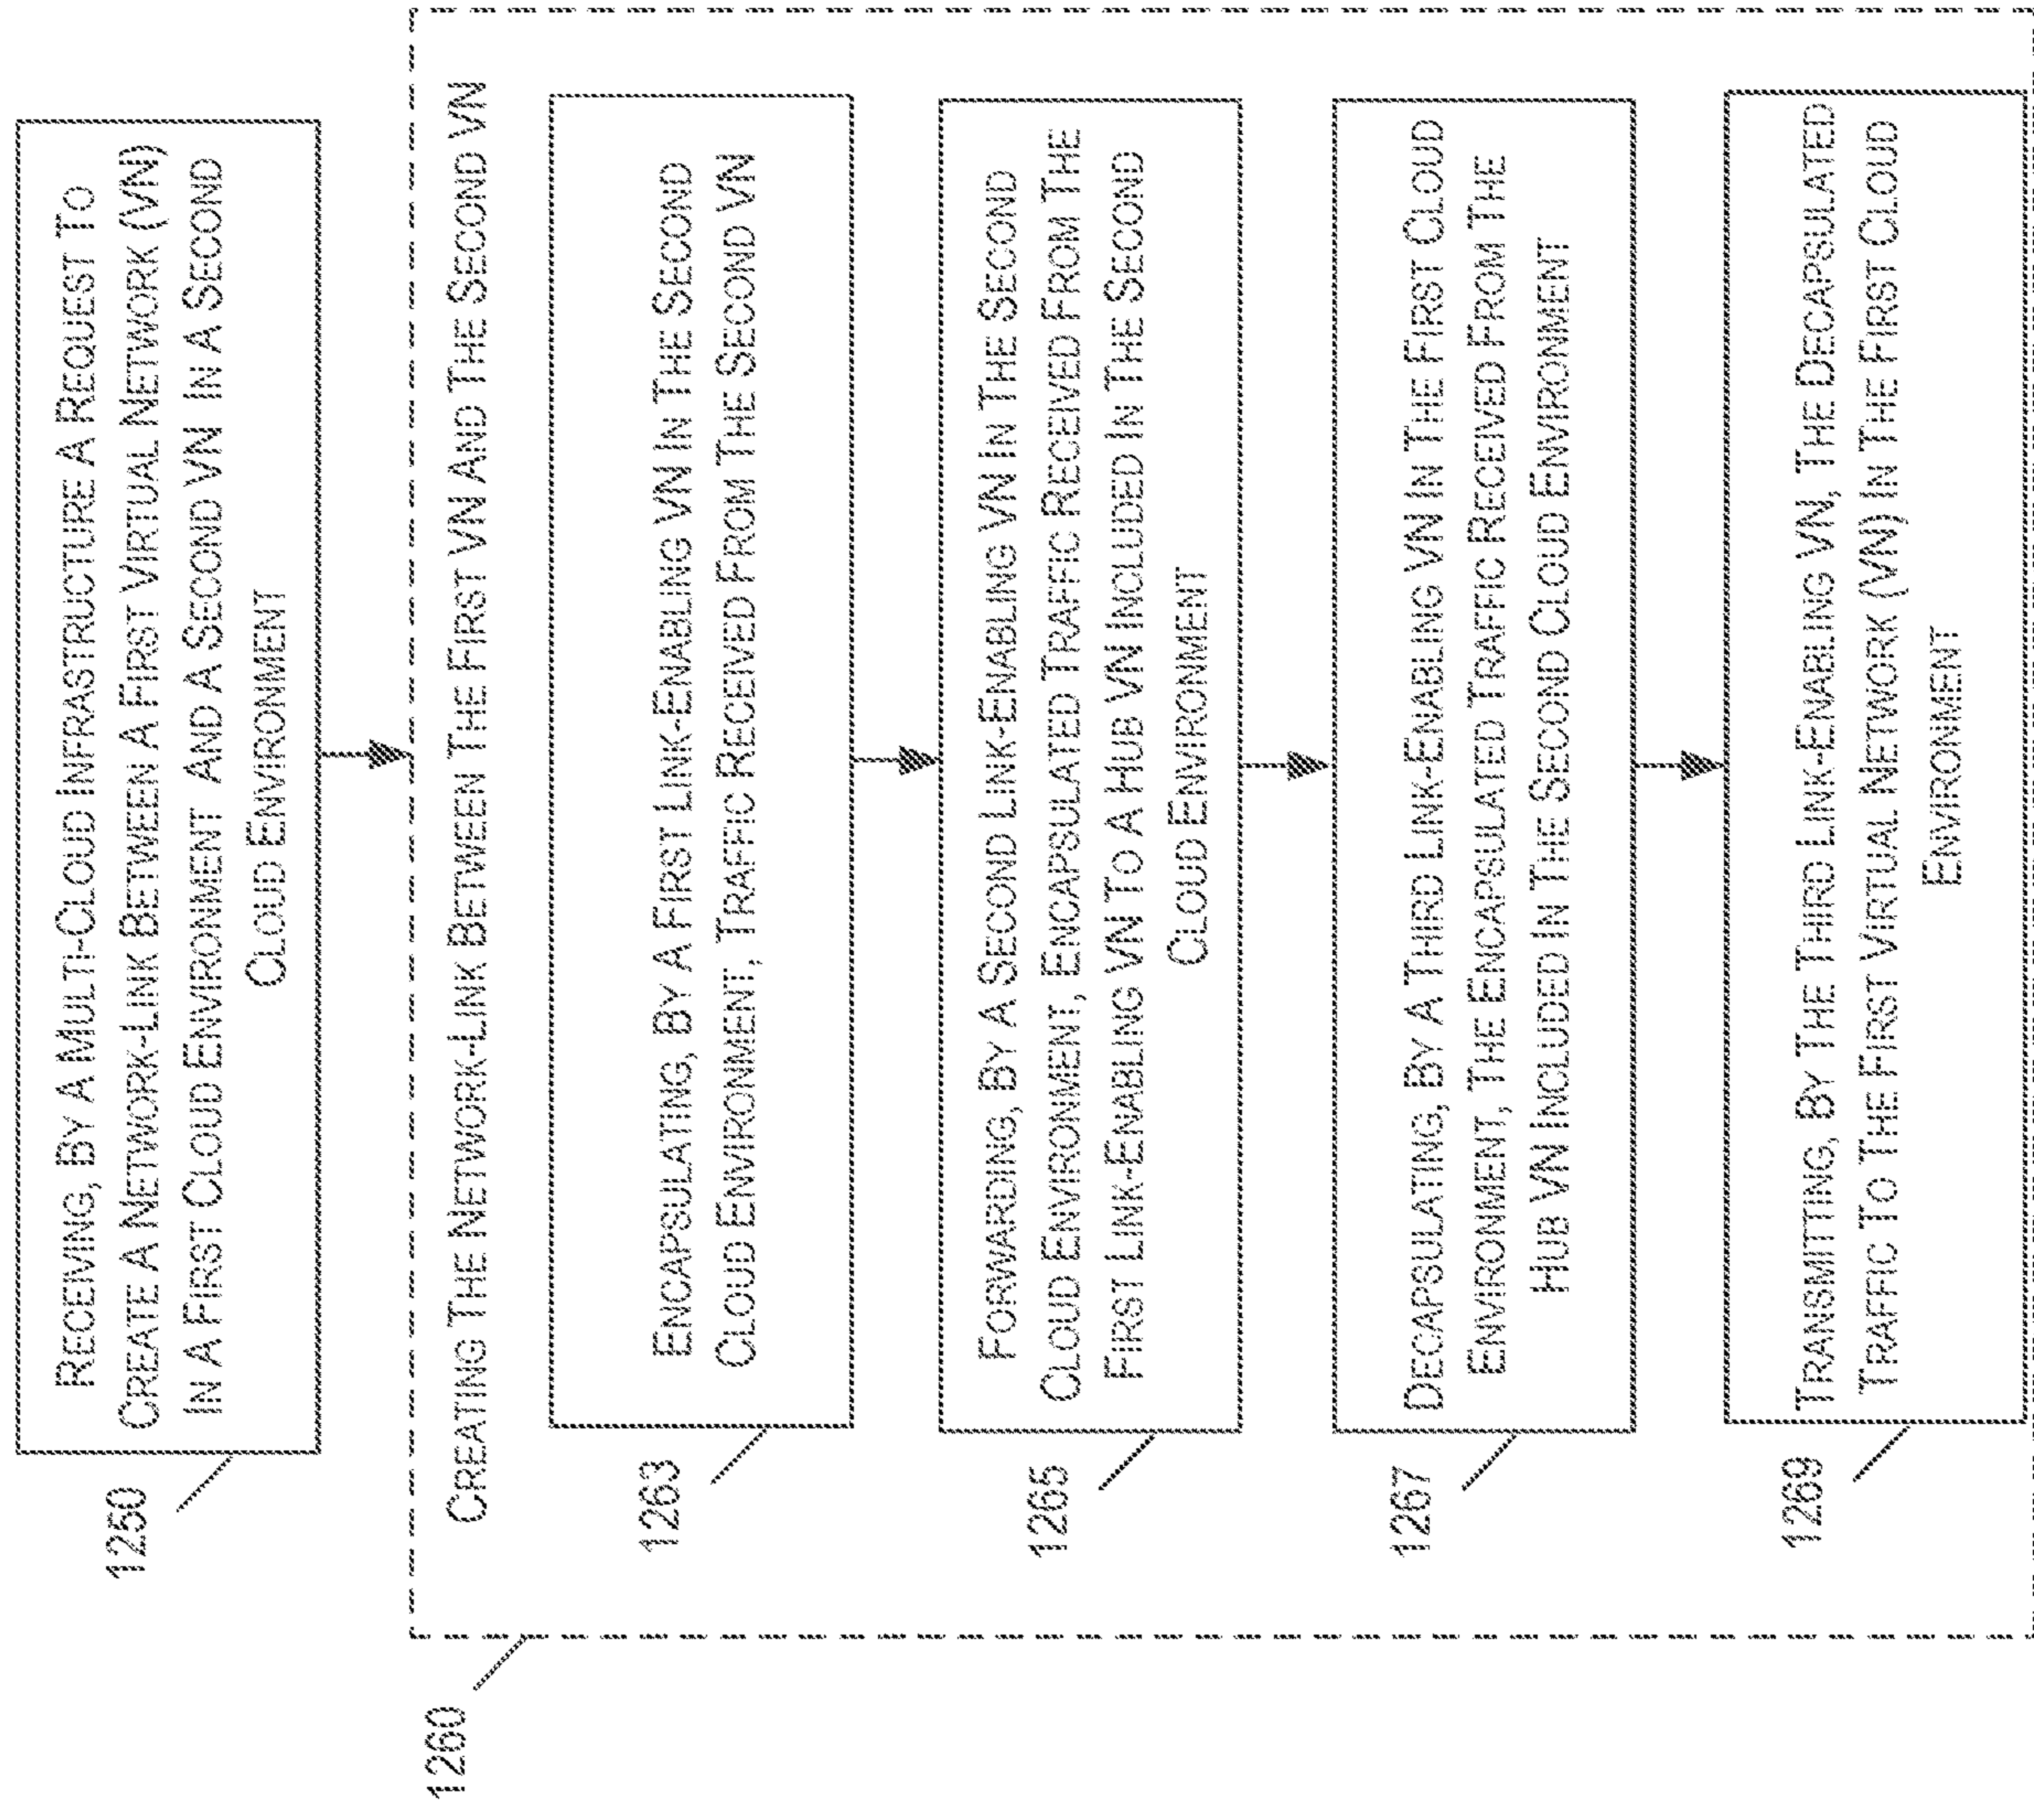 1250
RECEIVING, BY A MULTI-CLOUD INFRASTRUCTURE A REQUEST TO
CREATE A NETWORK-LINK BETWEEN A FIRST VIRTUAL NETWORK (VN)
IN A FIRST CLOUD ENVIRONMENT AND A SECOND VN IN A SECOND
CLOUD ENVIRONMENT
1260
CREATING THE NETWORK-LINK BETWEEN THE FIRST VN AND THE SECOND VN
1263
ENCAPSULATING, BY A FIRST LINK-ENABLING VN IN THE SECOND
CLOUD ENVIRONMENT, TRAFFIC RECEIVED FROM THE SECOND VN
1265
FORWARDING, BY A SECOND LINK-ENABLING VN IN THE SECOND
CLOUD ENVIRONMENT, ENCAPSULATED TRAFFIC RECEIVED FROM THE
FIRST LINK-ENABLING VN TO A HUB VN INCLUDED IN THE SECOND
CLOUD ENVIRONMENT
1267
DECAPSULATING, BY A THIRD LINK-ENABLING VN IN THE FIRST CLOUD
ENVIRONMENT, THE ENCAPSULATED TRAFFIC RECEIVED FROM THE
HUB VN INCLUDED IN THE SECOND CLOUD ENVIRONMENT
1269
TRANSMITTING, BY THE THIRD LINK-ENABLING VN, THE DECAPSULATED
TRAFFIC TO THE FIRST VIRTUAL NETWORK (VN) IN THE FIRST CLOUD
ENVIRONMENT